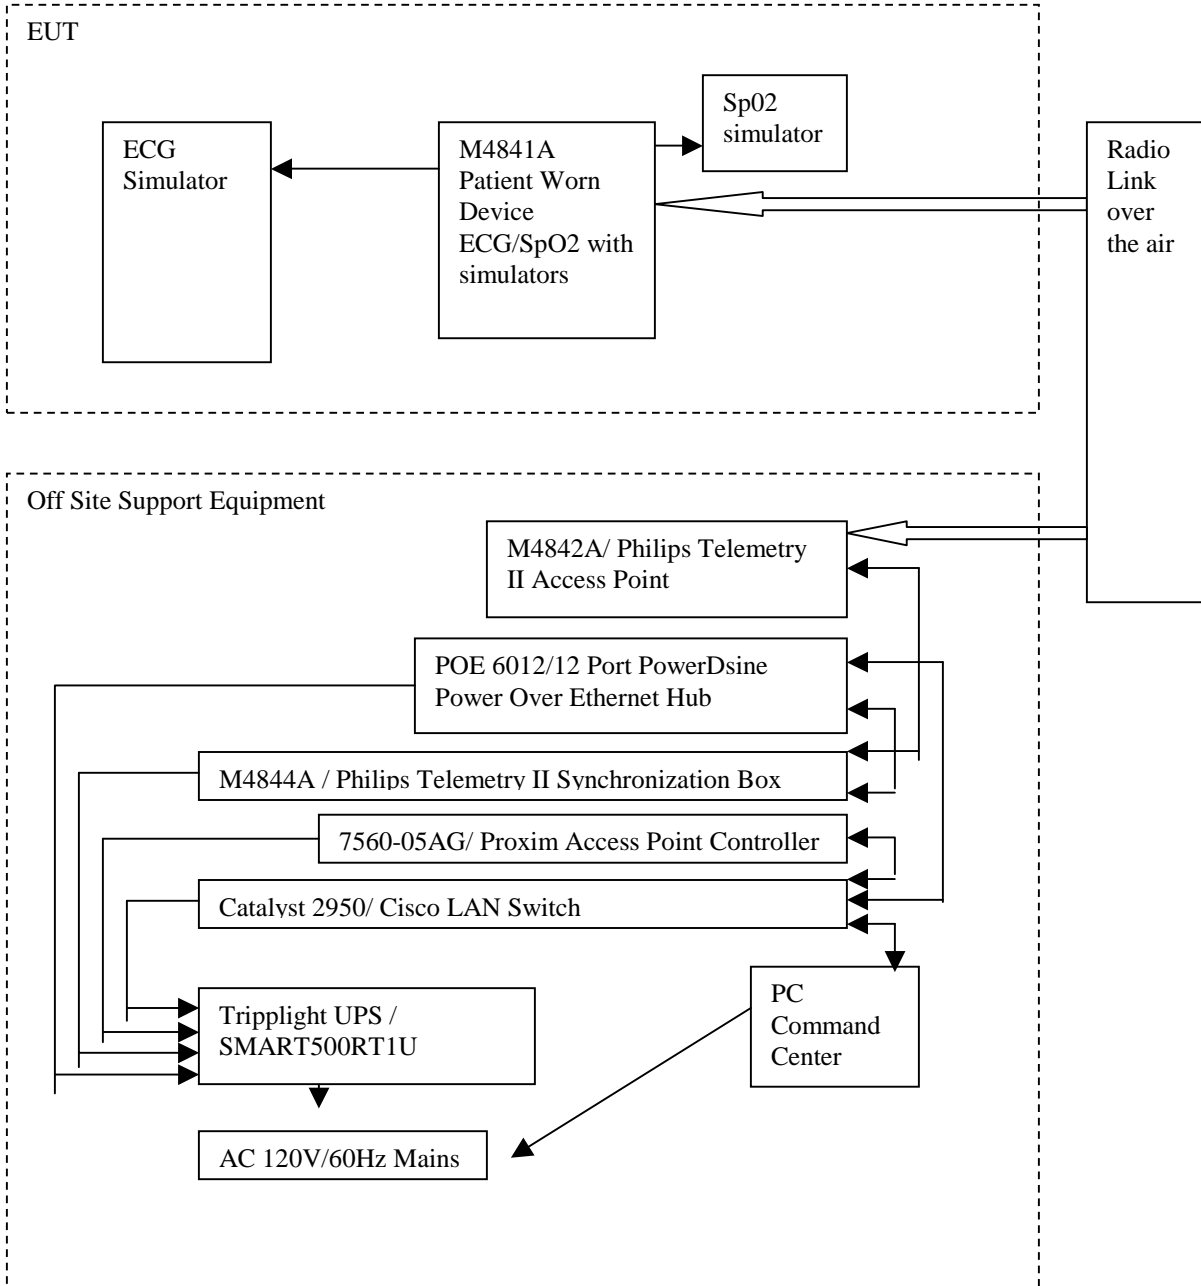 EUT
Sp02
simulator
ECG
Simulator
M4841A
Patient Worn
Device
ECG/SpO2 with
simulators
Radio
Link
over
the air
Off Site Support Equipment
M4842A/ Philips Telemetry
II Access Point
POE 6012/12 Port PowerDsine
Power Over Ethernet Hub
M4844A / Philips Telemetry II Synchronization Box
7560-05AG/ Proxim Access Point Controller
Catalyst 2950/ Cisco LAN Switch
Tripplight UPS /
SMART500RT1U
PC
Command
Center
AC 120V/60Hz Mains